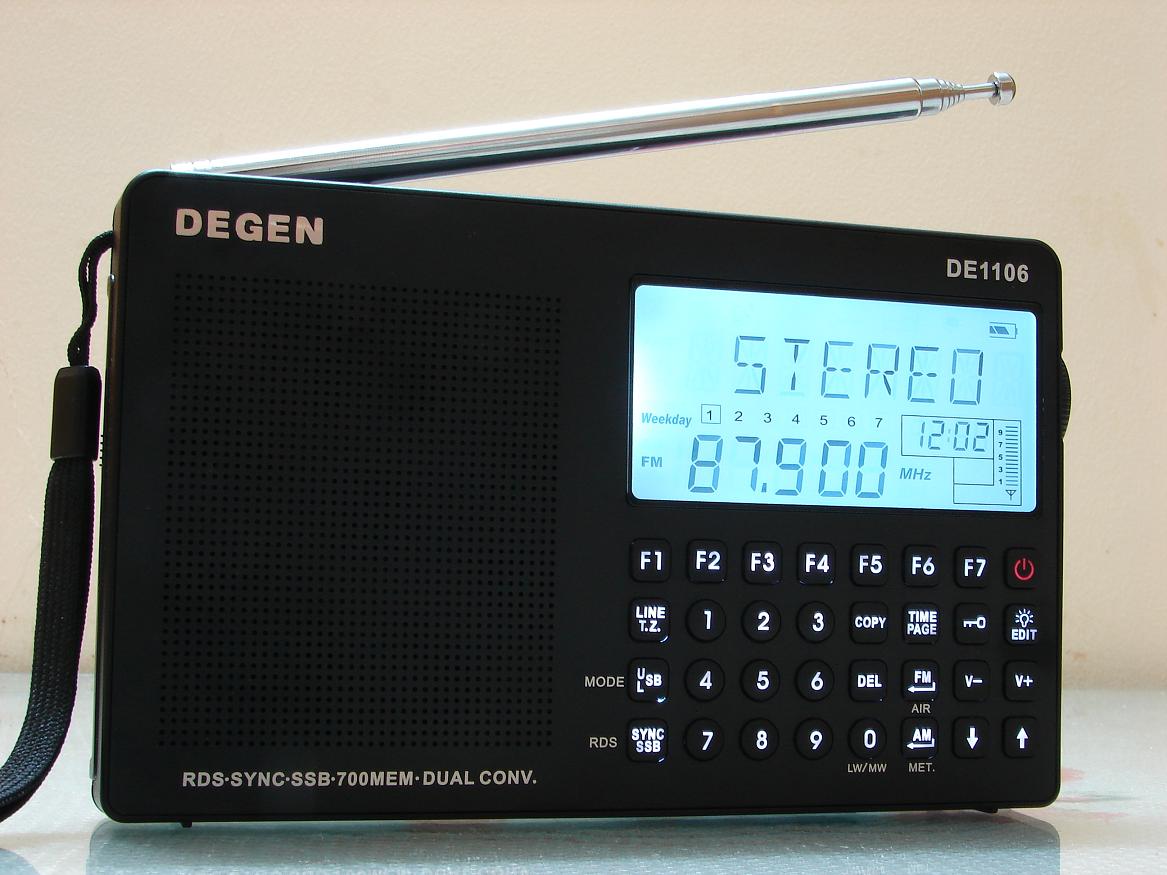 DEGEN
DE1106
STEREO
Weekday 1 2 3 4 5 6 7
12:02
9
7
5
3
1
FM 87.900 MHz
F1 F2 F3 F4 F5 F6 F7
LINE T.Z. 1 2 3 COPY TIME PAGE EDIT
MODE U L SB 4 5 6 DEL FM V- V+
AIR
RDS SYNC SSB 7 8 9 0 AM
LW/MW MET.
RDS·SYNC·SSB·700MEM·DUAL CONV.